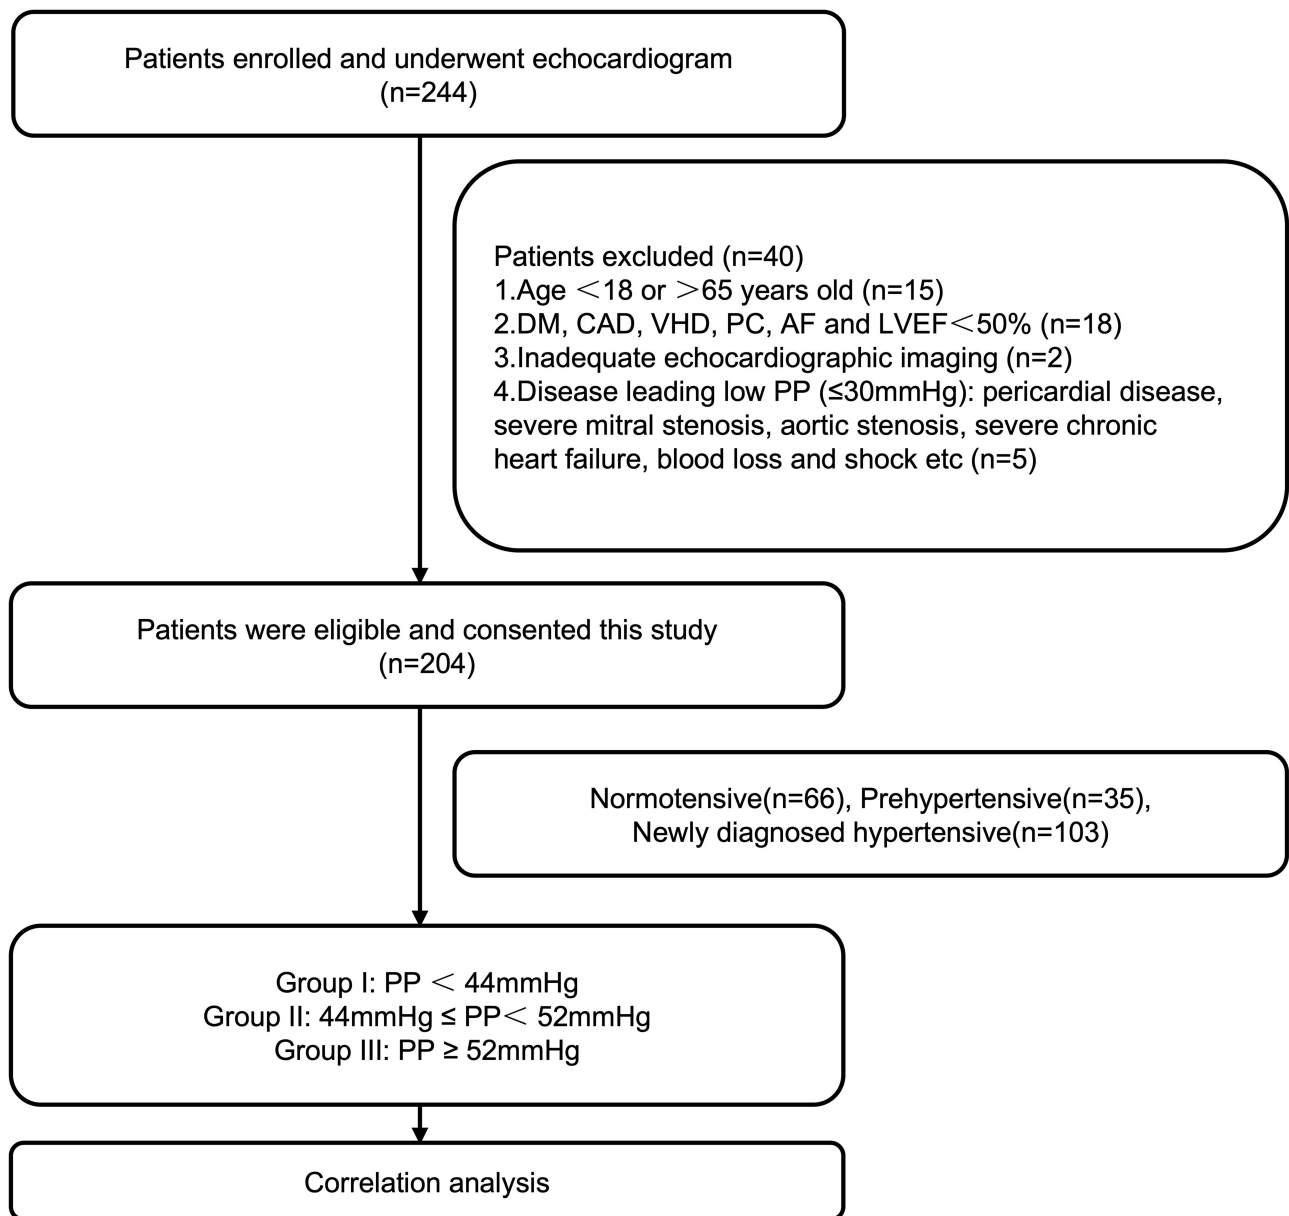 Patients enrolled and underwent echocardiogram
(n=244)
Patients excluded (n=40)
1.Age ＜18 or ＞65 years old (n=15)
2.DM, CAD, VHD, PC, AF and LVEF＜50% (n=18)
3.Inadequate echocardiographic imaging (n=2)
4.Disease leading low PP (≤30mmHg): pericardial disease,
severe mitral stenosis, aortic stenosis, severe chronic
heart failure, blood loss and shock etc (n=5)
Patients were eligible and consented this study
(n=204)
Normotensive(n=66), Prehypertensive(n=35),
Newly diagnosed hypertensive(n=103)
Group I: PP ＜ 44mmHg
Group II: 44mmHg ≤ PP＜ 52mmHg
Group III: PP ≥ 52mmHg
Correlation analysis